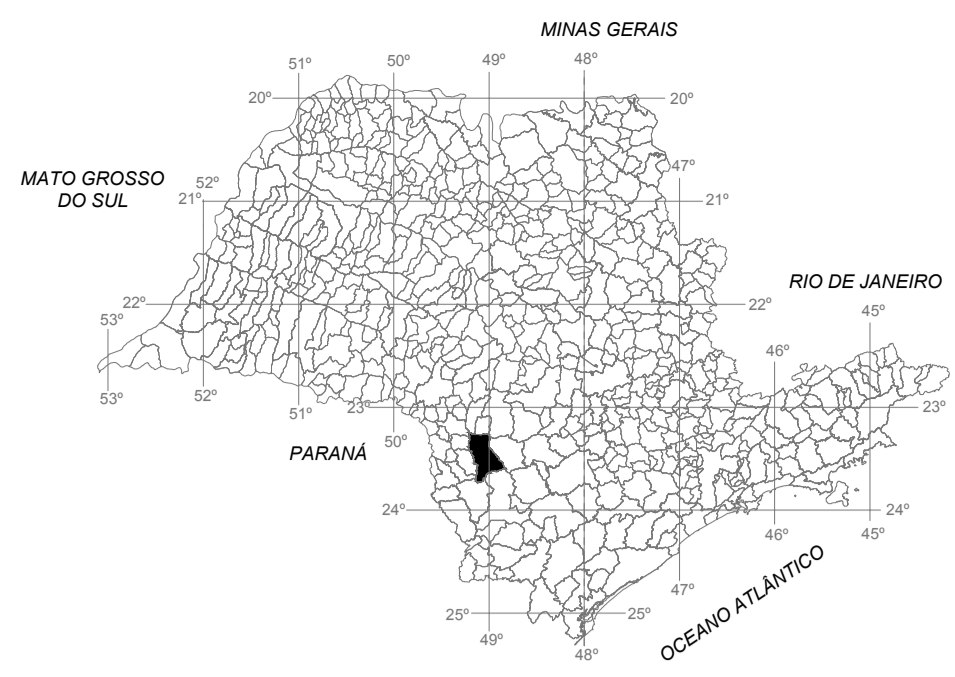 MINAS GERAIS
51º
50º
49º
48º
20º
20º
47º
MATO GROSSO
DO SUL
52º
21º
21º
RIO DE JANEIRO
22º
22º
45º
53º
46º
53º
52º
51º
23º
23º
50º
PARANÁ
24º
24º
46º
45º
OCEANO ATLÂNTICO
47º
25º
25º
49º
48º